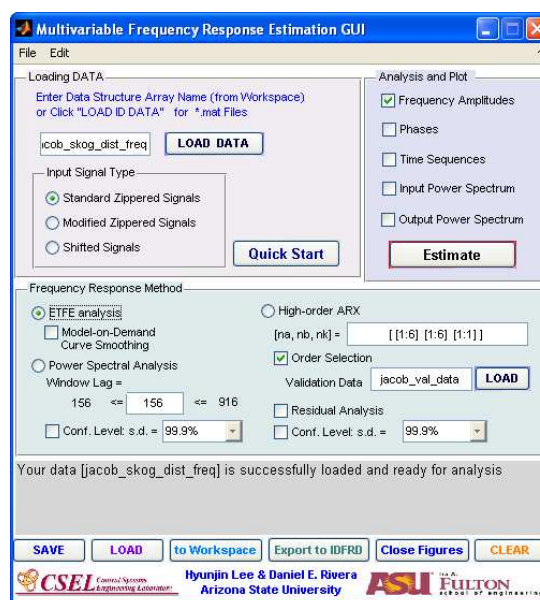 Multivariable Frequency Response Estimation GUI
File Edit
Loading DATA
Enter Data Structure Array Name (from Workspace)
or Click "LOAD ID DATA" for *.mat Files
icob_skog_dist_freq LOAD DATA
Input Signal Type
Standard Zippered Signals
Modified Zippered Signals
Shifted Signals
Quick Start
Analysis and Plot
Frequency Amplitudes
Phases
Time Sequences
Input Power Spectrum
Output Power Spectrum
Estimate
Frequency Response Method
ETFE analysis
Model-on-Demand
Curve Smoothing
Power Spectral Analysis
Window Lag =
156 <= 156 <= 916
Conf. Level: s.d. = 99.9%
High-order ARX
[na, nb, nk] = [ [1:6] [1:6] [1:1] ]
Order Selection
Validation Data jacob_val_data LOAD
Residual Analysis
Conf. Level: s.d. = 99.9%
Your data [jacob_skog_dist_freq] is successfully loaded and ready for analysis
SAVE LOAD to Workspace Export to IDFRD Close Figures CLEAR
CSEL Control Systems
Engineering Laboratory
Hyunjin Lee & Daniel E. Rivera
Arizona State University
ASU Ira A.
FULTON
school of engineering